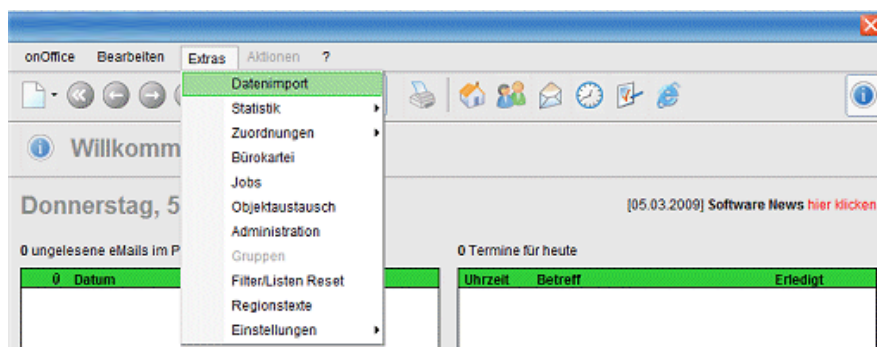 onOffice Bearbeiten Extras Aktionen ?
Datenimport
Statistik
Zuordnungen
Bürokartei
Jobs
Objektaustausch
Administration
Gruppen
Filter/Listen Reset
Regionstexte
Einstellungen
Willkomm
Donnerstag, 5
[05.03.2009] Software News hier klicken
0 ungelesene eMails im P
0 Termine für heute
Datum
Uhrzeit Betreff Erledigt